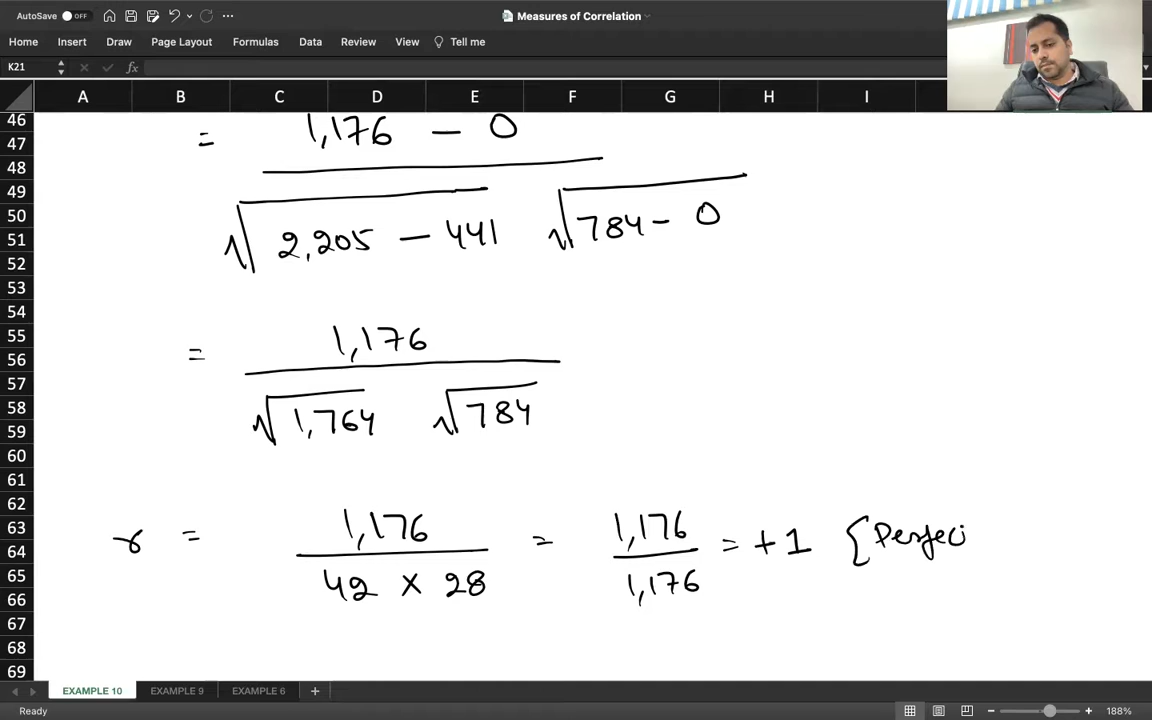 AutoSave OFF Measures of Correlation
Home Insert Draw Page Layout Formulas Data Review View Tell me
K21 fx
A B C D E F G H I
46
47
48
49
50
51
52
53
54
55
56
57
58
59
60
61
62
63
64
65
66
67
68
69
= 1,176 − 0
√2,205 − 441 √784 − 0
= 1,176
√1,764 √784
r = 1,176 = 1,176 = +1 {Perfec
42 × 28 1,176
EXAMPLE 10 EXAMPLE 9 EXAMPLE 6 +
Ready − + 188%